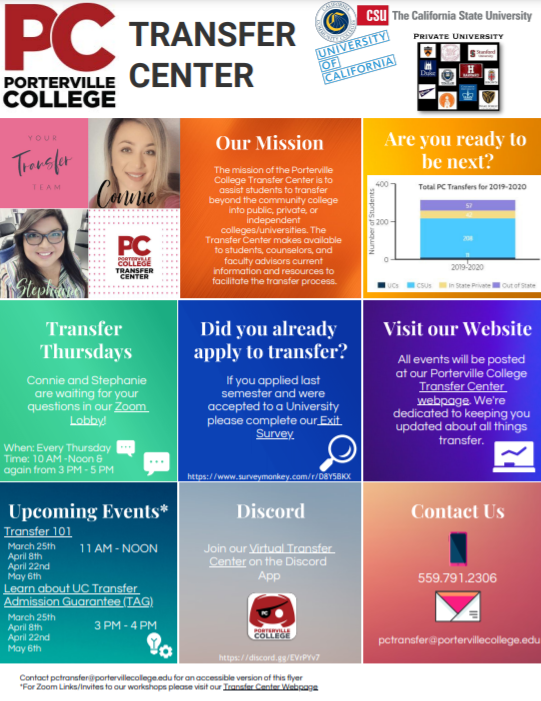 PC
PORTERVILLE
COLLEGE
TRANSFER
CENTER
UNIVERSITY
OF
CALIFORNIA
CSU The California State University
PRIVATE UNIVERSITY
Stanford
Duke
YOUR
Transfer
TEAM
Connie
Stephanie
PC
PORTERVILLE
COLLEGE
TRANSFER
CENTER
Our Mission
The mission of the Porterville
College Transfer Center is to
assist students to transfer
beyond the community college
into public, private, or
independent
colleges/universities. The
Transfer Center makes available
to students, counselors, and
faculty advisors current
information and resources to
facilitate the transfer process.
Are you ready to
be next?
Total PC Transfers for 2019-2020
Number of Students
400
200
0
57
258
2019-2020
UCs CSUs In State Private Out of State
Transfer
Thursdays
Connie and Stephanie
are waiting for your
questions in our Zoom
Lobby!
When: Every Thursday
Time: 10 AM -Noon &
again from 3 PM - 5 PM
Did you already
apply to transfer?
If you applied last
semester and were
accepted to a University
please complete our Exit
Survey
https://www.surveymonkey.com/r/D8Y5BKX
Visit our Website
All events will be posted
at our Porterville College
Transfer Center
webpage. We're
dedicated to keeping you
updated about all things
transfer.
Upcoming Events*
Transfer 101
March 25th
April 8th
April 22nd
May 6th
11 AM - NOON
Learn about UC Transfer
Admission Guarantee (TAG)
March 25th
April 8th
April 22nd
May 6th
3 PM - 4 PM
Discord
Join our Virtual Transfer
Center on the Discord
App
PORTERVILLE
COLLEGE
https://discord.gg/EVrPYv7
Contact Us
559.791.2306
pctransfer@portervillecollege.edu
Contact pctransfer@portervillecollege.edu for an accessible version of this flyer
*For Zoom Links/Invites to our workshops please visit our Transfer Center Webpage